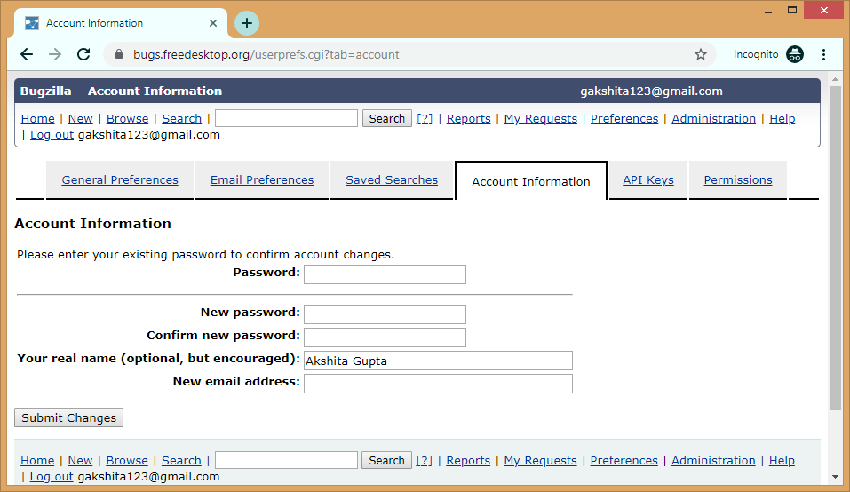 Account Information
bugs.freedesktop.org/userprefs.cgi?tab=account
Incognito
Bugzilla Account Information gakshita123@gmail.com
Home | New | Browse | Search | Search [?] | Reports | My Requests | Preferences | Administration | Help
| Log out gakshita123@gmail.com
General Preferences Email Preferences Saved Searches Account Information API Keys Permissions
Account Information
Please enter your existing password to confirm account changes.
Password:
New password:
Confirm new password:
Your real name (optional, but encouraged): Akshita Gupta
New email address:
Submit Changes
Home | New | Browse | Search | Search [?] | Reports | My Requests | Preferences | Administration | Help
| Log out gakshita123@gmail.com